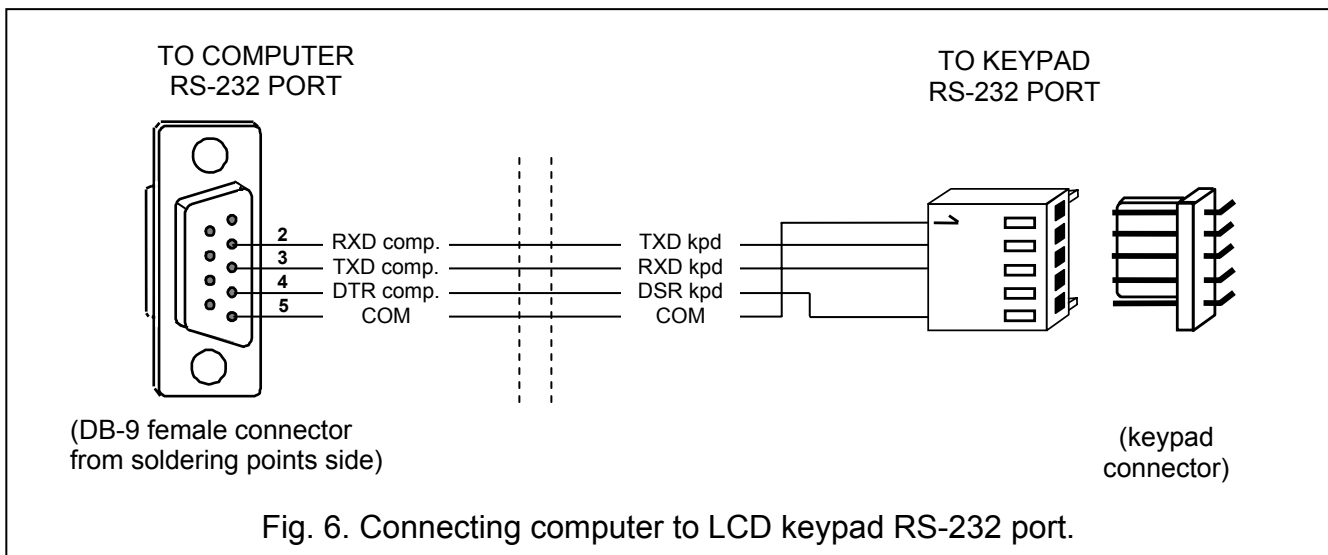 TO COMPUTER
RS-232 PORT
TO KEYPAD
RS-232 PORT
2 RXD comp. TXD kpd
3 TXD comp. RXD kpd
4 DTR comp. DSR kpd
5 COM COM
(DB-9 female connector
from soldering points side)
(keypad
connector)
Fig. 6. Connecting computer to LCD keypad RS-232 port.